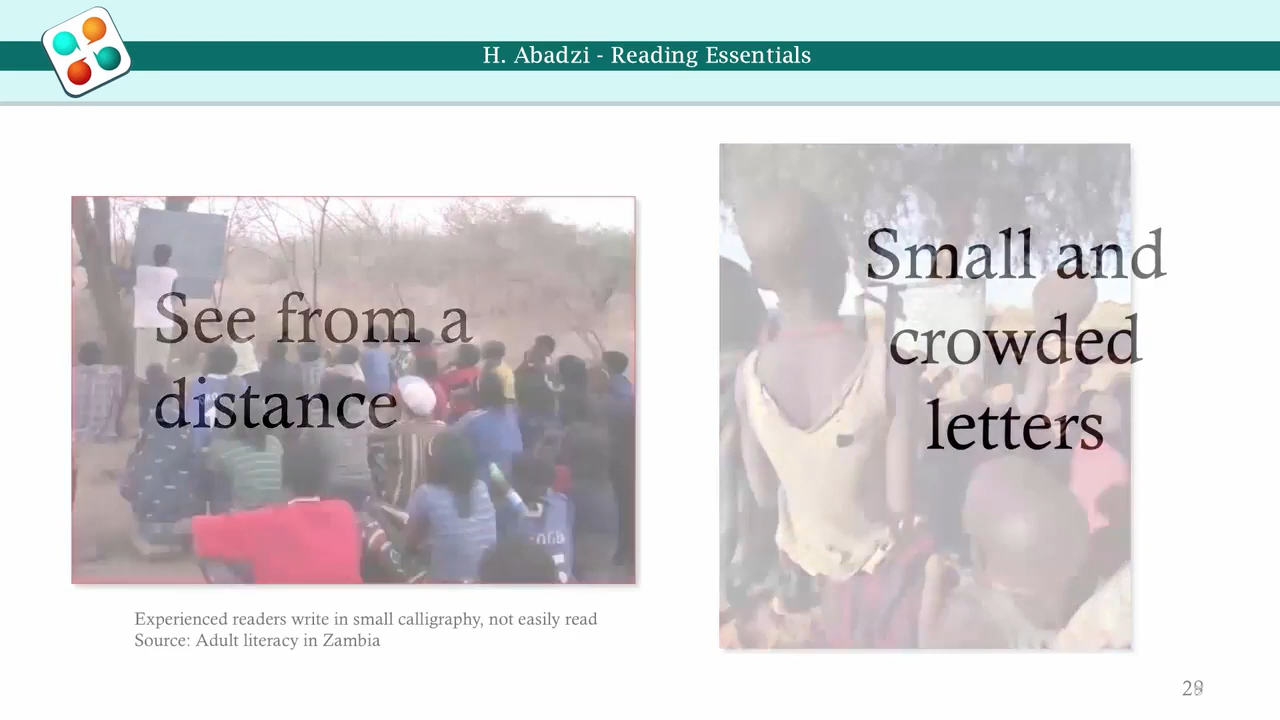 H. Abadzi - Reading Essentials
See from a
distance
Small and
crowded
letters
Experienced readers write in small calligraphy, not easily read
Source: Adult literacy in Zambia